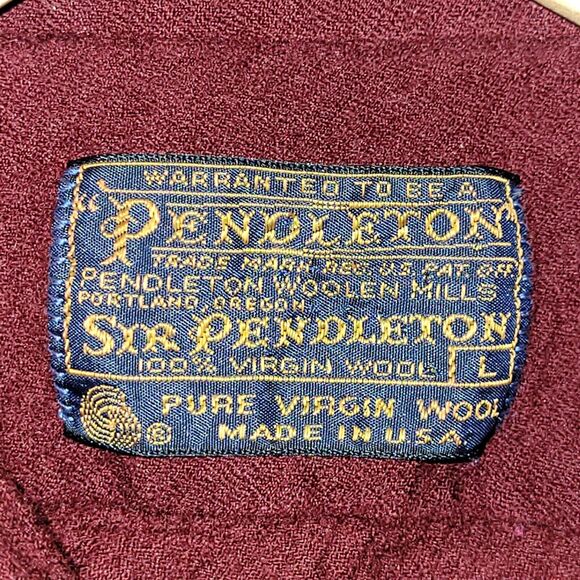 WARRANTED TO BE A
"PENDLETON"
TRADE MARK REG. U.S. PAT. OFF.
PENDLETON WOOLEN MILLS
PORTLAND, OREGON
SIR PENDLETON
100% VIRGIN WOOL L
PURE VIRGIN WOOL
®
MADE IN U.S.A.